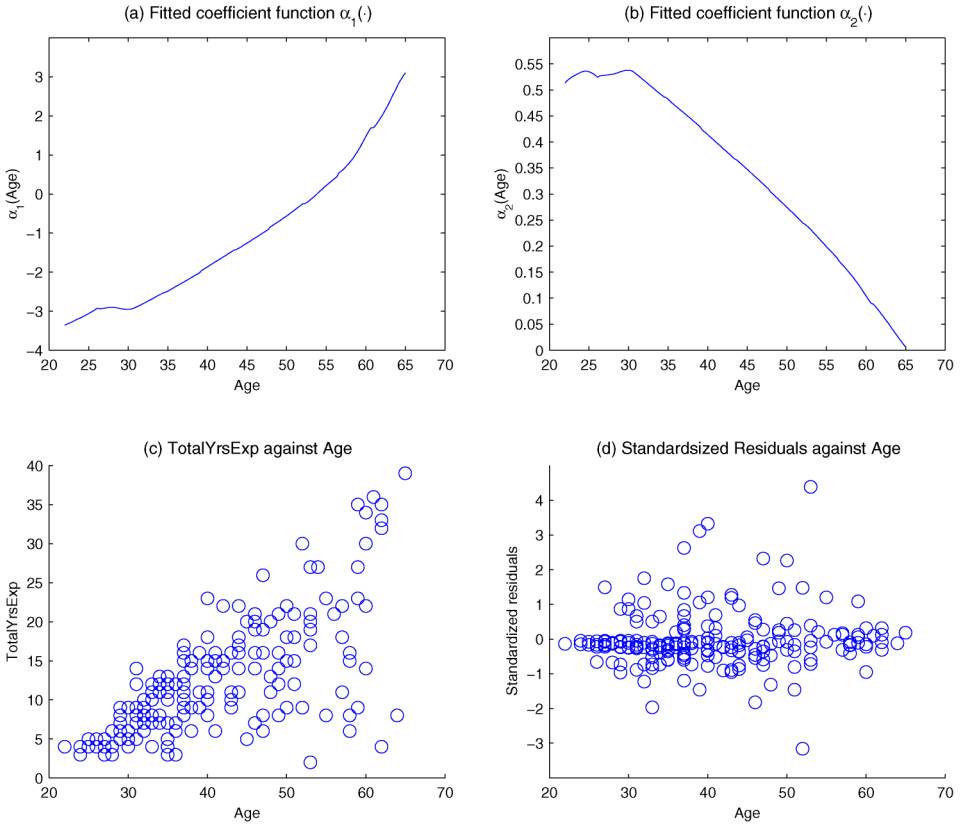 (a) Fitted coefficient function α1(·)
3
2
1
0
−1
−2
−3
−4
α1(Age)
20 25 30 35 40 45 50 55 60 65 70
Age
(b) Fitted coefficient function α2(·)
0.55
0.5
0.45
0.4
0.35
0.3
0.25
0.2
0.15
0.1
0.05
0
α2(Age)
20 25 30 35 40 45 50 55 60 65 70
Age
(c) TotalYrsExp against Age
40
35
30
25
20
15
10
5
0
TotalYrsExp
20 30 40 50 60 70
Age
(d) Standardsized Residuals against Age
4
3
2
1
0
−1
−2
−3
Standardized residuals
20 30 40 50 60 70
Age